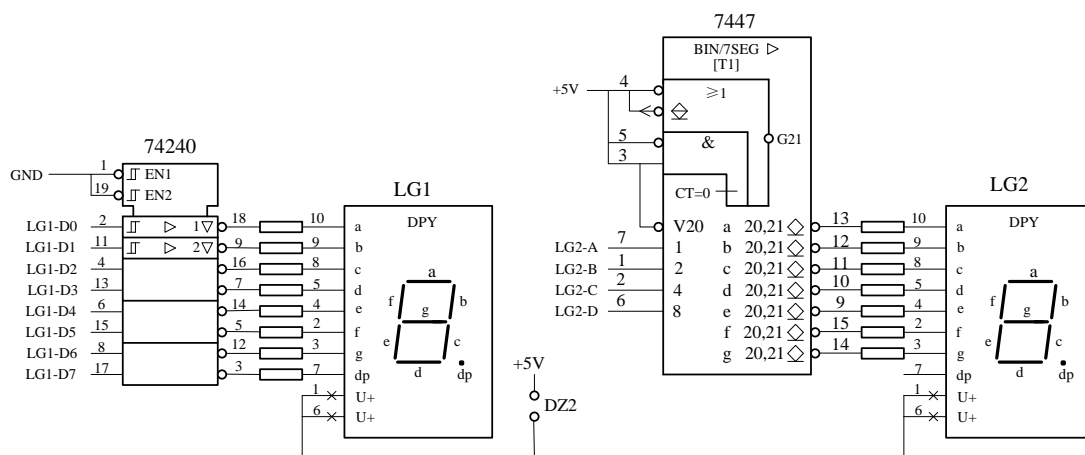 7447
BIN/7SEG ▷
[T1]
+5V
4
≥1
5
&
G21
3
CT=0
V20
LG2-A 7 1 a 20,21 13 10 a
LG2-B 1 2 b 20,21 12 9 b
LG2-C 2 4 c 20,21 11 8 c
LG2-D 6 8 d 20,21 10 5 d
e 20,21 9 4 e
f 20,21 15 2 f
g 20,21 14 3 g
7 dp
1 U+
6 U+
LG2
DPY
a
f g b
e c
d dp
74240
GND
1 EN1
19 EN2
LG1-D0 2 ▷ 1▽ 18 10 a
LG1-D1 11 ▷ 2▽ 9 9 b
LG1-D2 4 16 8 c
LG1-D3 13 7 5 d
LG1-D4 6 14 4 e
LG1-D5 15 5 2 f
LG1-D6 8 12 3 g
LG1-D7 17 3 7 dp
1 U+
6 U+
LG1
DPY
a
f g b
e c
d dp
+5V
DZ2